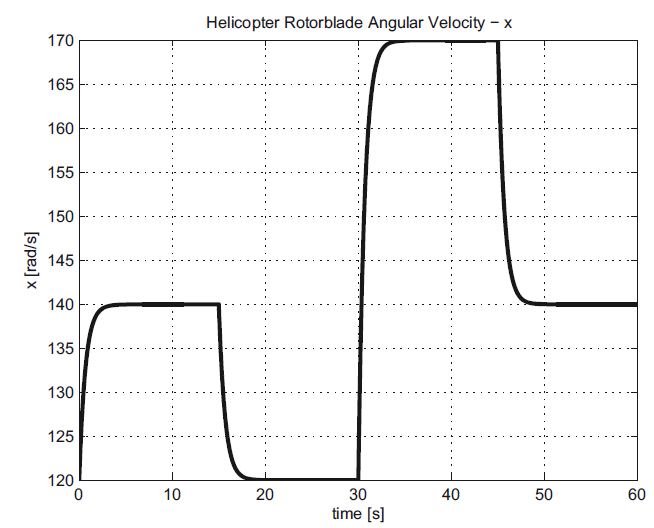 Helicopter Rotorblade Angular Velocity − x
170
165
160
155
150
145
140
135
130
125
120
x [rad/s]
0 10 20 30 40 50 60
time [s]